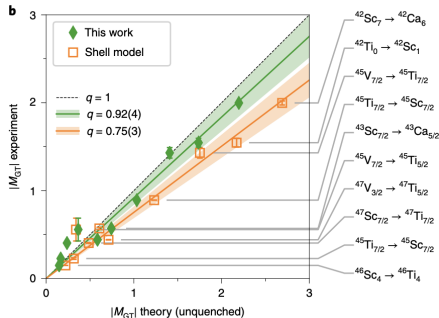 b
This work
Shell model
q = 1
q = 0.92(4)
q = 0.75(3)
|M_GT| experiment
3
2
1
0
0
1
2
3
|M_GT| theory (unquenched)
⁴²Sc₇ → ⁴²Ca₆
⁴²Ti₀ → ⁴²Sc₁
⁴⁵V₇/₂ → ⁴⁵Ti₇/₂
⁴⁵Ti₇/₂ → ⁴⁵Sc₇/₂
⁴³Sc₇/₂ → ⁴³Ca₅/₂
⁴⁵V₇/₂ → ⁴⁵Ti₅/₂
⁴⁷V₃/₂ → ⁴⁷Ti₅/₂
⁴⁷Sc₇/₂ → ⁴⁷Ti₇/₂
⁴⁵Ti₇/₂ → ⁴⁵Sc₇/₂
⁴⁶Sc₄ → ⁴⁶Ti₄